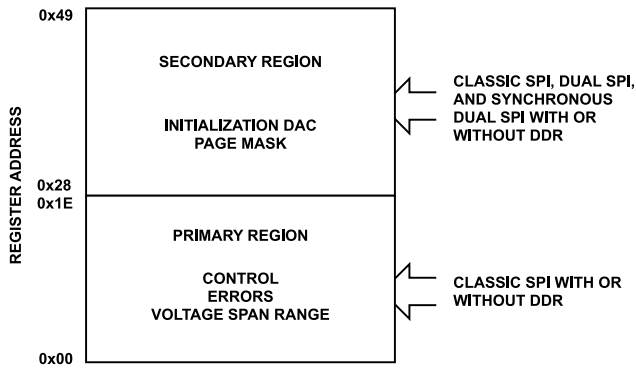 0x49
SECONDARY REGION
INITIALIZATION DAC
PAGE MASK
CLASSIC SPI, DUAL SPI,
AND SYNCHRONOUS
DUAL SPI WITH OR
WITHOUT DDR
REGISTER ADDRESS
0x28
0x1E
PRIMARY REGION
CONTROL
ERRORS
VOLTAGE SPAN RANGE
CLASSIC SPI WITH OR
WITHOUT DDR
0x00